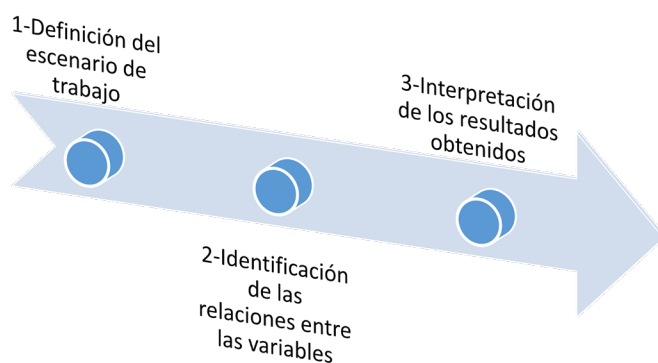 1-Definición del
escenario de
trabajo
2-Identificación
de las
relaciones entre
las variables
3-Interpretación
de los resultados
obtenidos